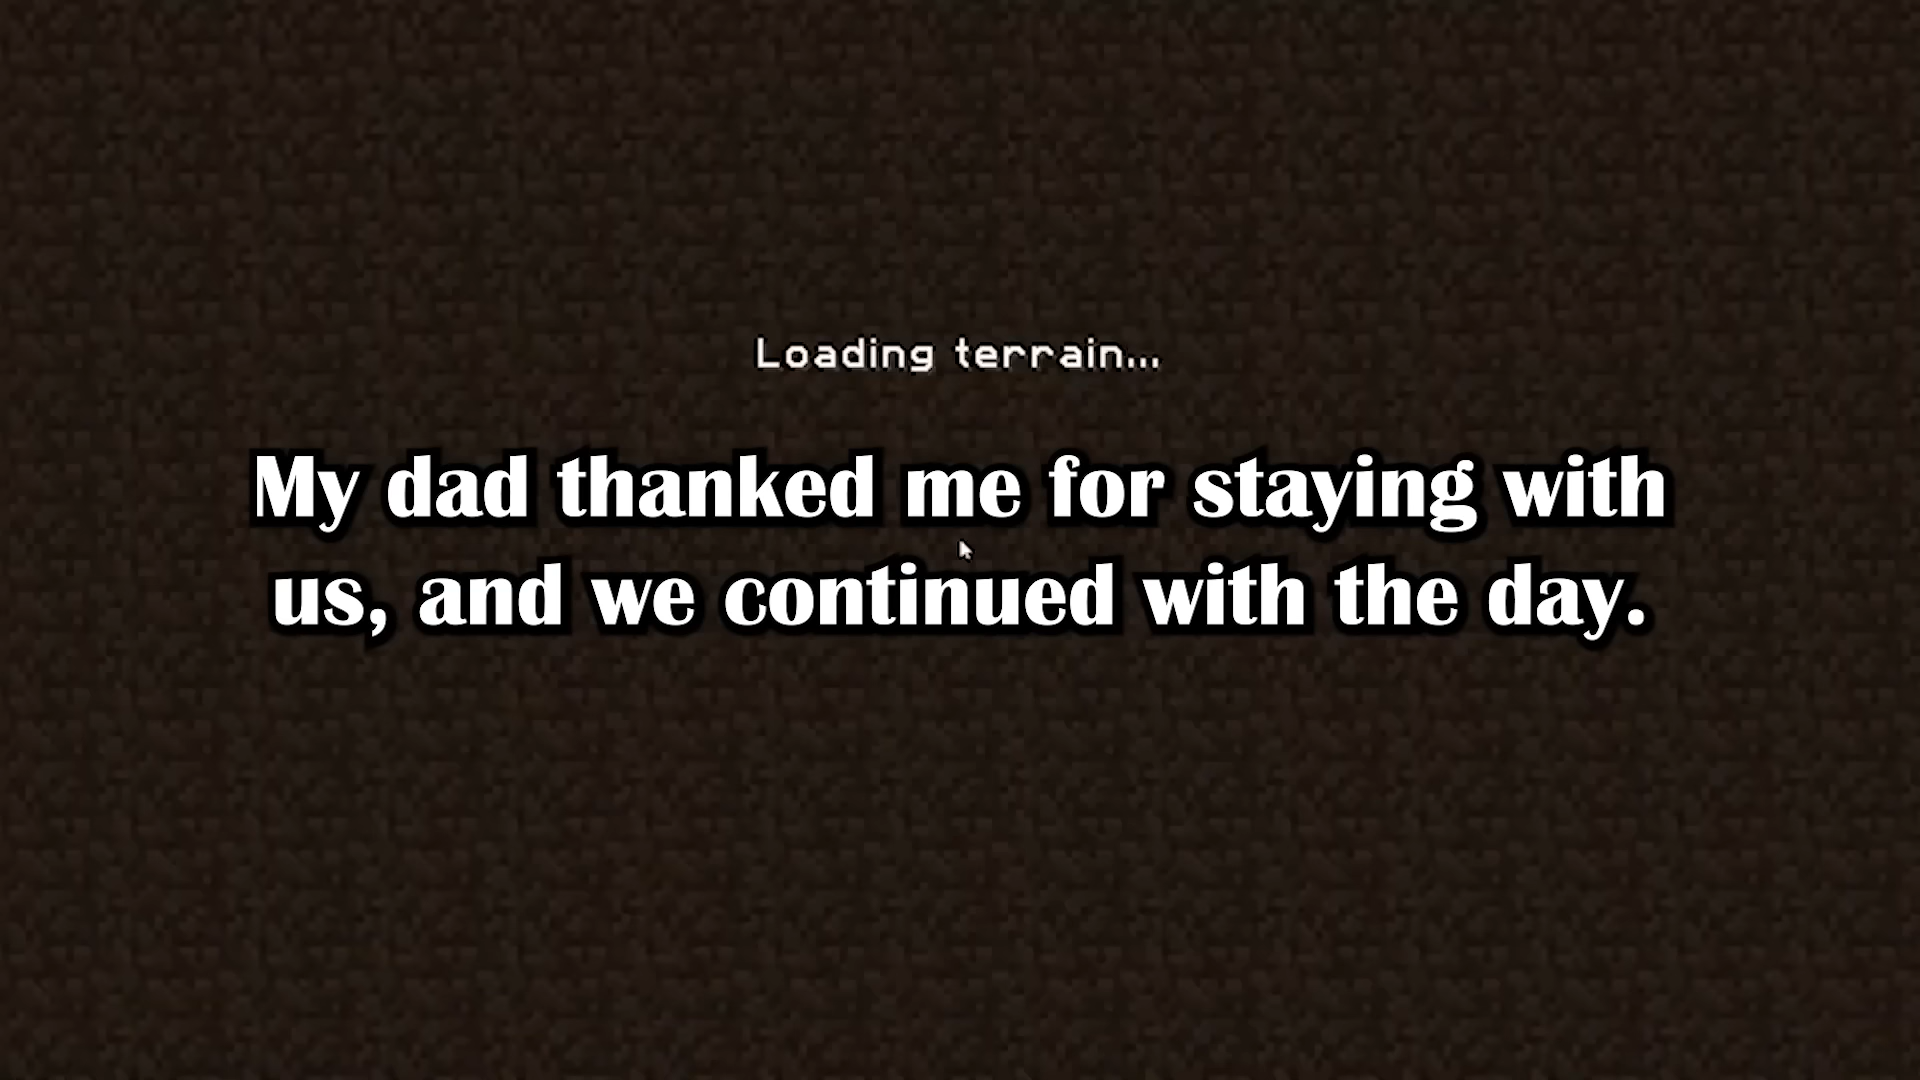 Loading terrain...
My dad thanked me for staying with
us, and we continued with the day.